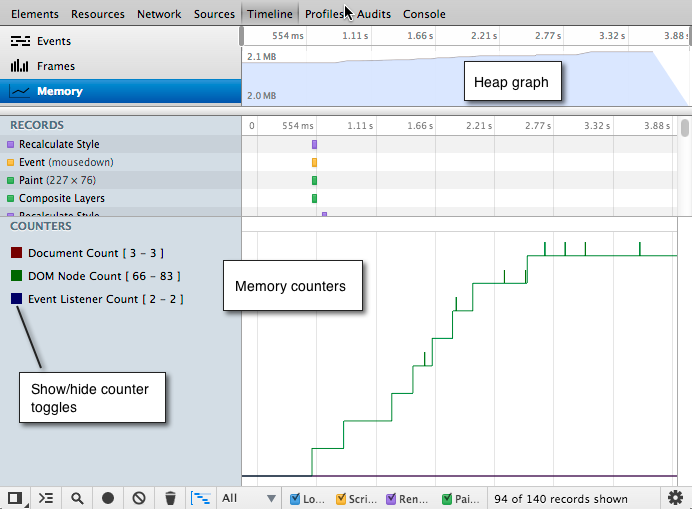 Elements Resources Network Sources Timeline Profiles Audits Console
Events
Frames
Memory
554 ms 1.11 s 1.66 s 2.21 s 2.77 s 3.32 s 3.88 s
2.1 MB
2.0 MB
Heap graph
RECORDS
0 554 ms 1.11 s 1.66 s 2.21 s 2.77 s 3.32 s 3.88 s
Recalculate Style
Event (mousedown)
Paint (227 × 76)
Composite Layers
Recalculate Style
COUNTERS
Document Count [ 3 – 3 ]
DOM Node Count [ 66 – 83 ]
Event Listener Count [ 2 – 2 ]
Memory counters
Show/hide counter
toggles
All Lo... Scri... Ren... Pai... 94 of 140 records shown